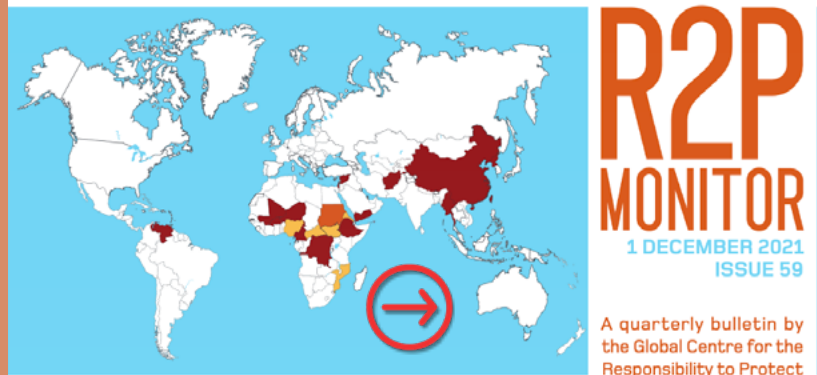 R2P
MONITOR
1 DECEMBER 2021
ISSUE 59
A quarterly bulletin by
the Global Centre for the
Responsibility to Protect